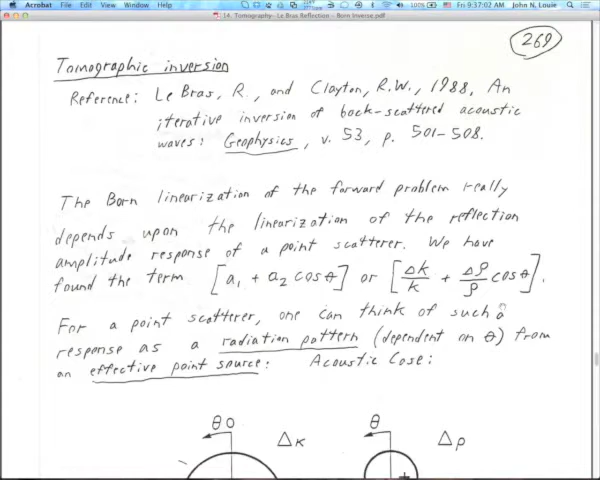 Acrobat File Edit View Window Help
100% Fri 9:37:02 AM John N. Louie
14. Tomography- Le Bras Reflection - Born Inverse.pdf
269
Tomographic inversion
Reference: Le Bras, R., and Clayton, R.W., 1988, An
iterative inversion of back-scattered acoustic
waves: Geophysics, v. 53, p. 501-508.
The Born linearization of the forward problem really
depends upon the linearization of the reflection
amplitude response of a point scatterer. We have
found the term [a₁ + a₂ cos θ] or [Δk/k + Δρ/ρ cos θ].
For a point scatterer, one can think of such a
response as a radiation pattern (dependent on θ) from
an effective point source: Acoustic Case:
θ 0 Δκ θ Δρ